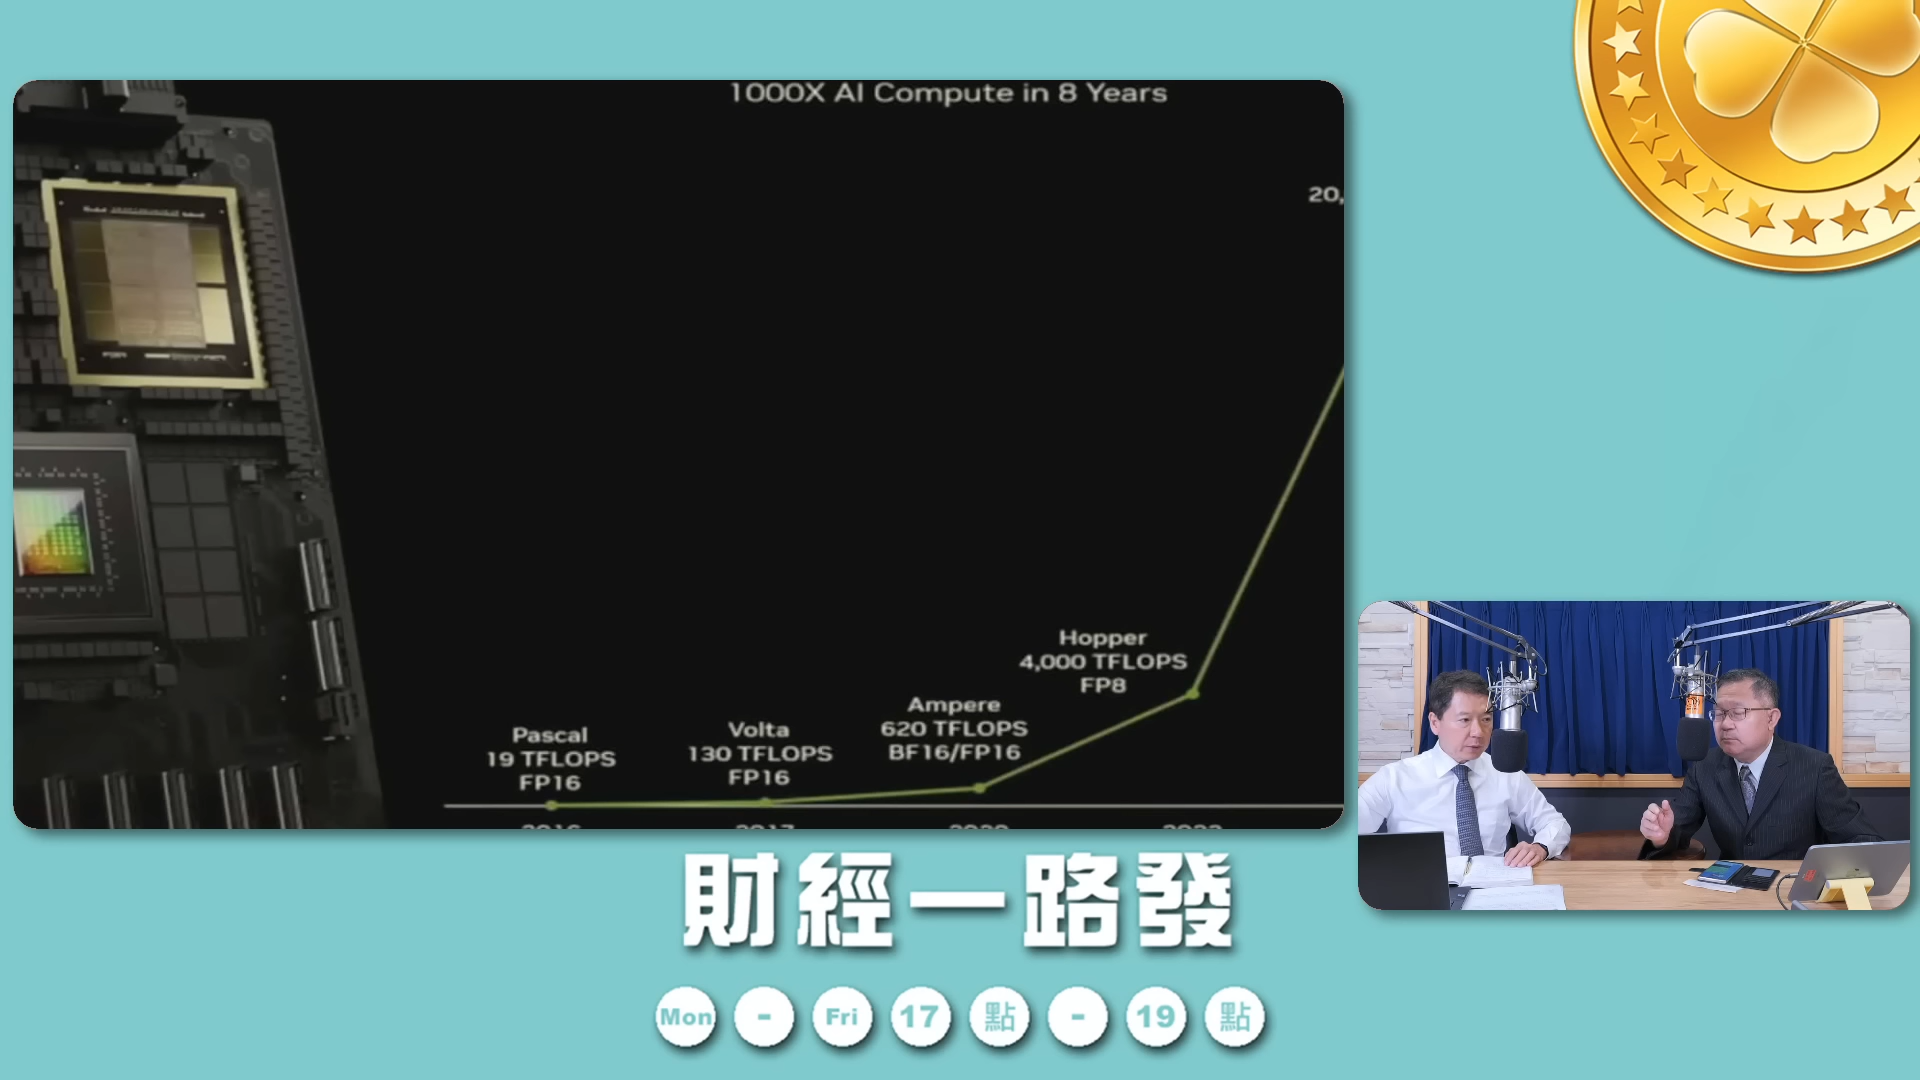 1000X AI Compute in 8 Years
20,
Hopper
4,000 TFLOPS
FP8
Ampere
620 TFLOPS
BF16/FP16
Volta
130 TFLOPS
FP16
Pascal
19 TFLOPS
FP16
財經一路發
Mon - Fri 17 點 - 19 點